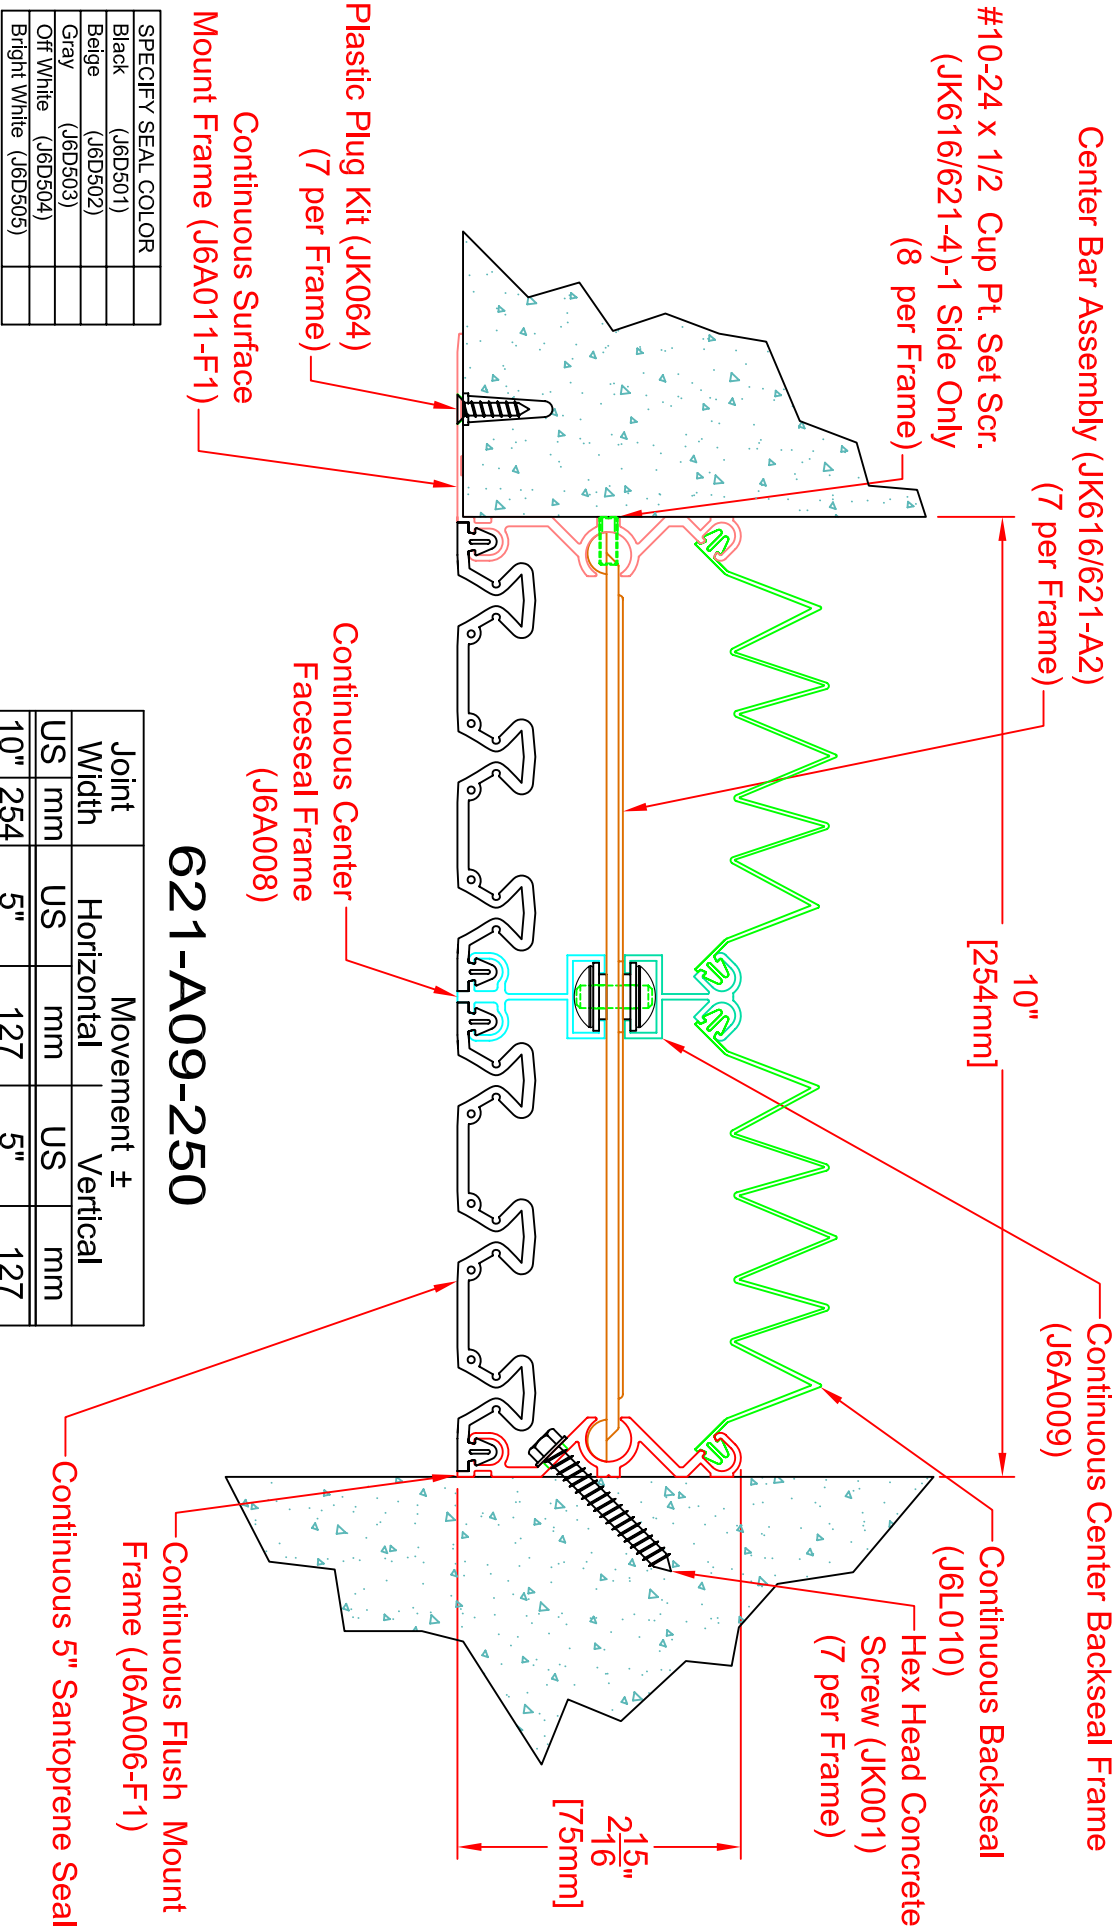 Center Bar Assembly (JK616/621-A2)
(7 per Frame)
#10-24 x 1/2 Cup Pt. Set Scr.
(JK616/621-4)-1 Side Only
(8 per Frame)
Plastic Plug Kit (JK064)
(7 per Frame)
Continuous Surface
Mount Frame (J6A011-F1)
10"
[254mm]
Continuous Center Backseal Frame
(J6A009)
Continuous Backseal
(J6L010)
Hex Head Concrete
Screw (JK001)
(7 per Frame)
2 15/16"
[75mm]
Continuous Center
Faceseal Frame
(J6A008)
Continuous Flush Mount
Frame (J6A006-F1)
Continuous 5" Santoprene Seal
621-A09-250
SPECIFY SEAL COLOR
Black (J6D501)
Beige (J6D502)
Gray (J6D503)
Off White (J6D504)
Bright White (J6D505)
Joint Width Movement ±
Horizontal Vertical
US mm US mm US mm
10" 254 5" 127 5" 127